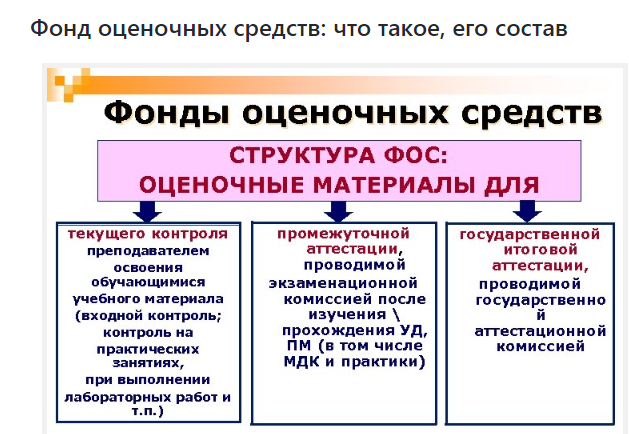 Фонд оценочных средств: что такое, его состав
Фонды оценочных средств
СТРУКТУРА ФОС:
ОЦЕНОЧНЫЕ МАТЕРИАЛЫ ДЛЯ
текущего контроля
преподавателем
освоения
обучающимися
учебного материала
(входной контроль;
контроль на
практических
занятиях,
при выполнении
лабораторных работ и
т.п.)
промежуточной
аттестации,
проводимой
экзаменационной
комиссией после
изучения \
прохождения УД,
ПМ (в том числе
МДК и практики)
государственной
итоговой
аттестации,
проводимой
государственно
й
аттестационной
комиссией